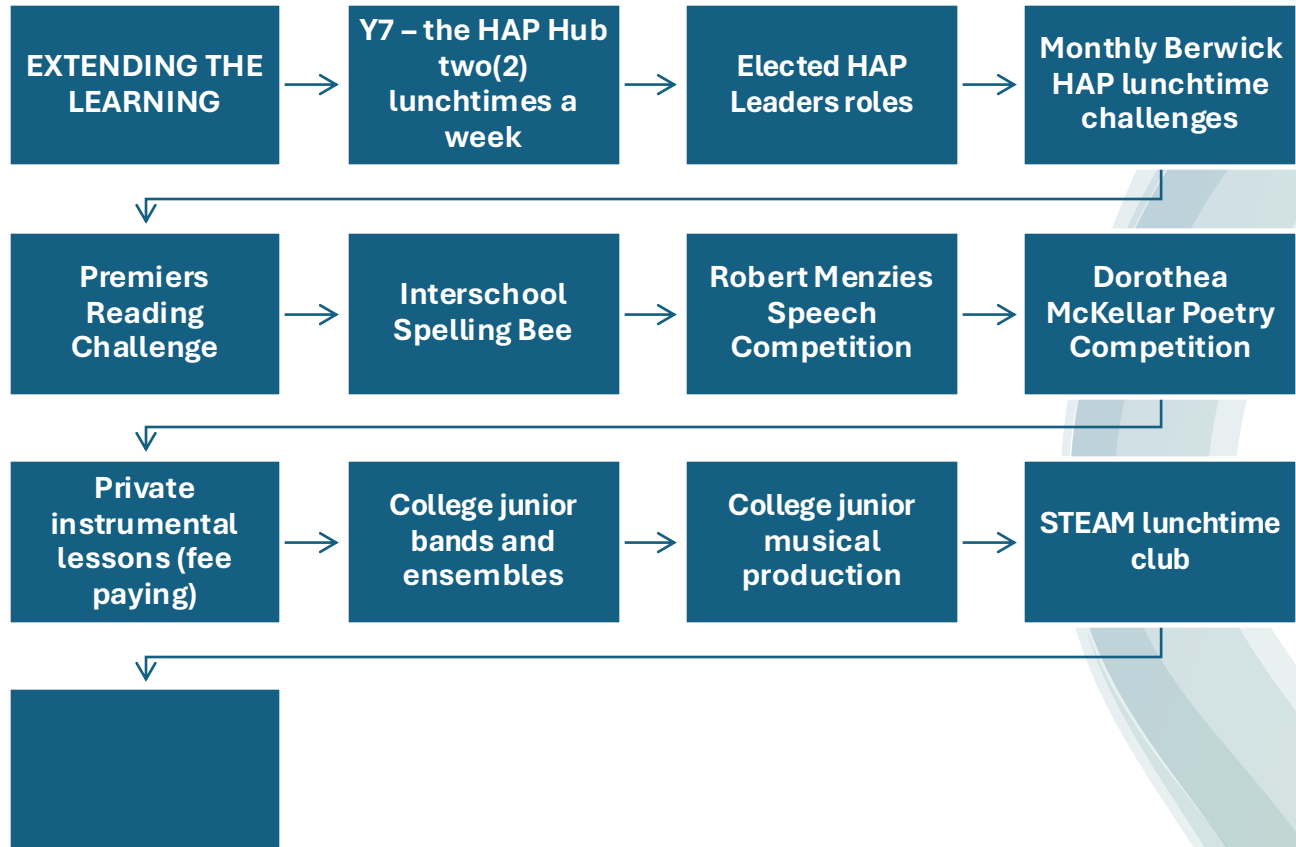 EXTENDING THE
LEARNING
Y7 – the HAP Hub
two(2)
lunchtimes a
week
Elected HAP
Leaders roles
Monthly Berwick
HAP lunchtime
challenges
Premiers
Reading
Challenge
Interschool
Spelling Bee
Robert Menzies
Speech
Competition
Dorothea
McKellar Poetry
Competition
Private
instrumental
lessons (fee
paying)
College junior
bands and
ensembles
College junior
musical
production
STEAM lunchtime
club